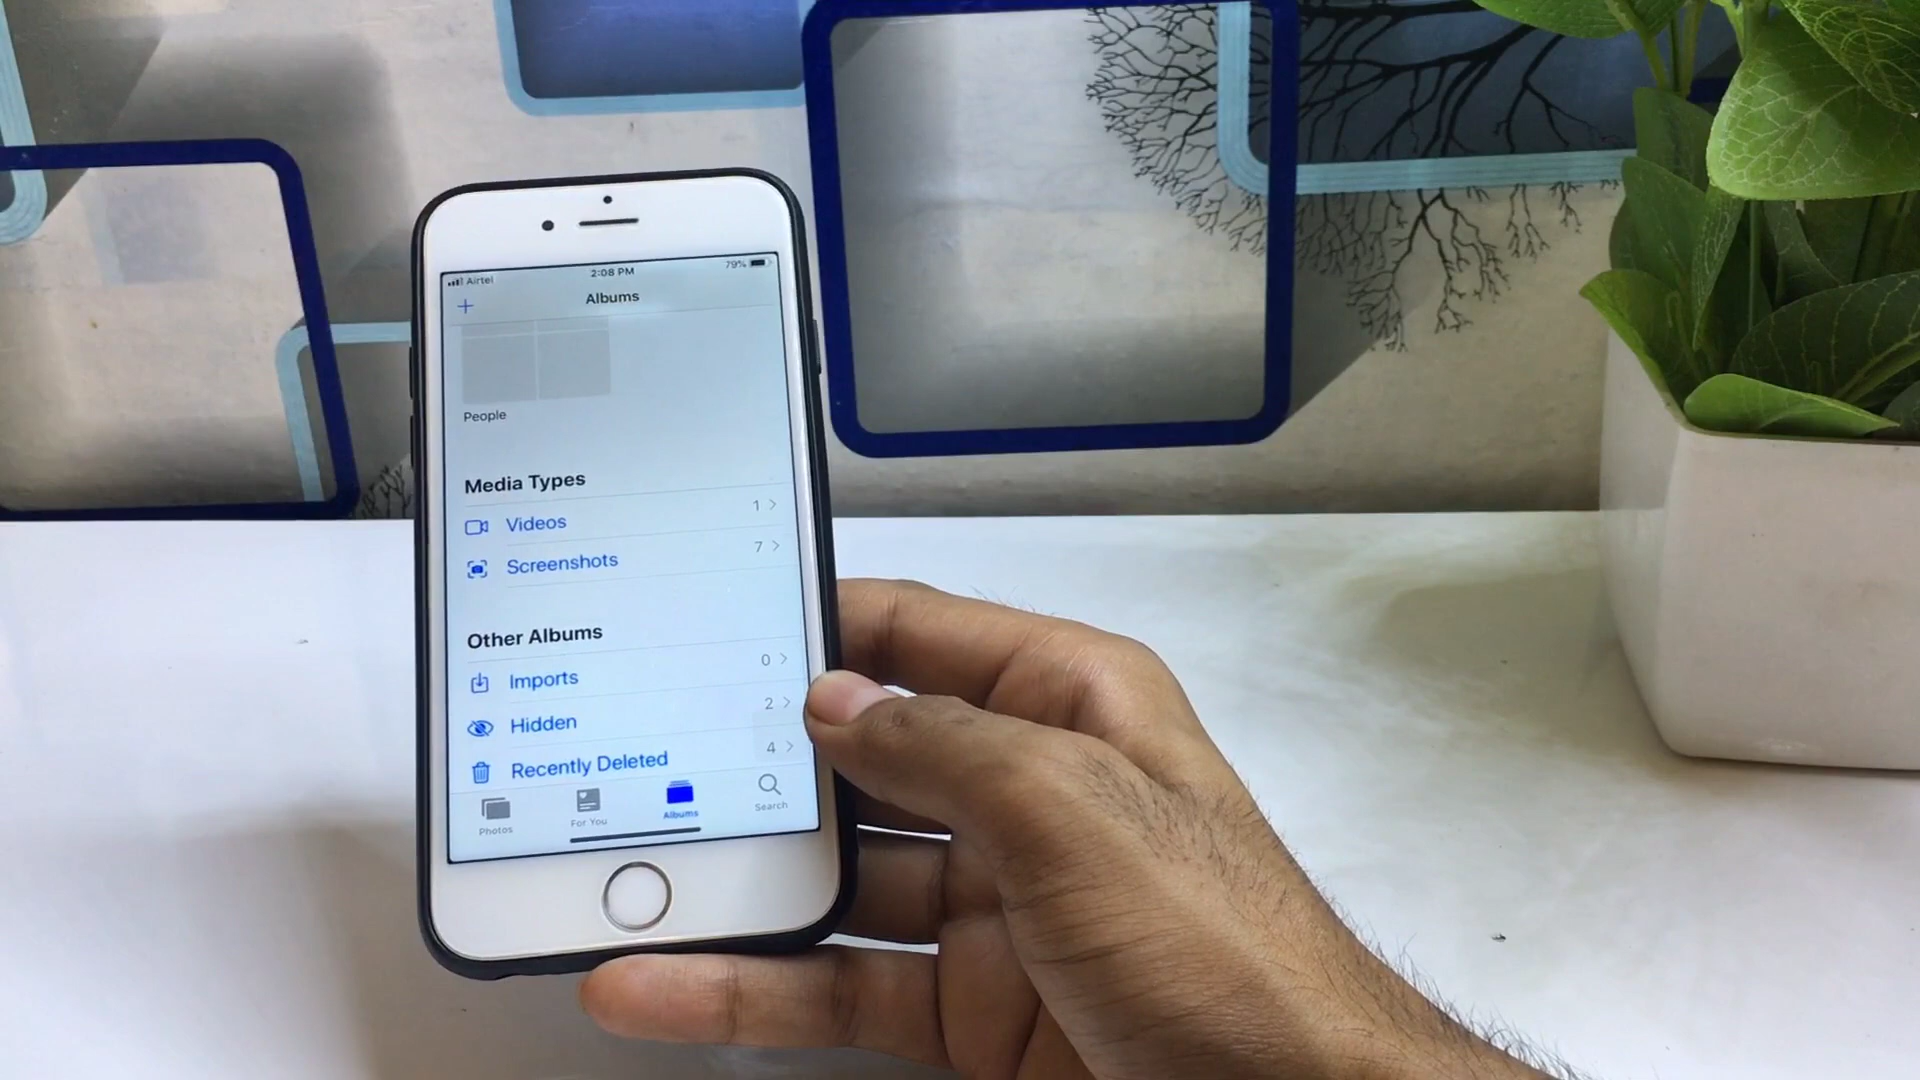 Airtel 2:08 PM 79%
+ Albums
People
Media Types
Videos 1 >
Screenshots 7 >
Other Albums
Imports 0 >
Hidden 2 >
Recently Deleted 4 >
Photos For You Albums Search